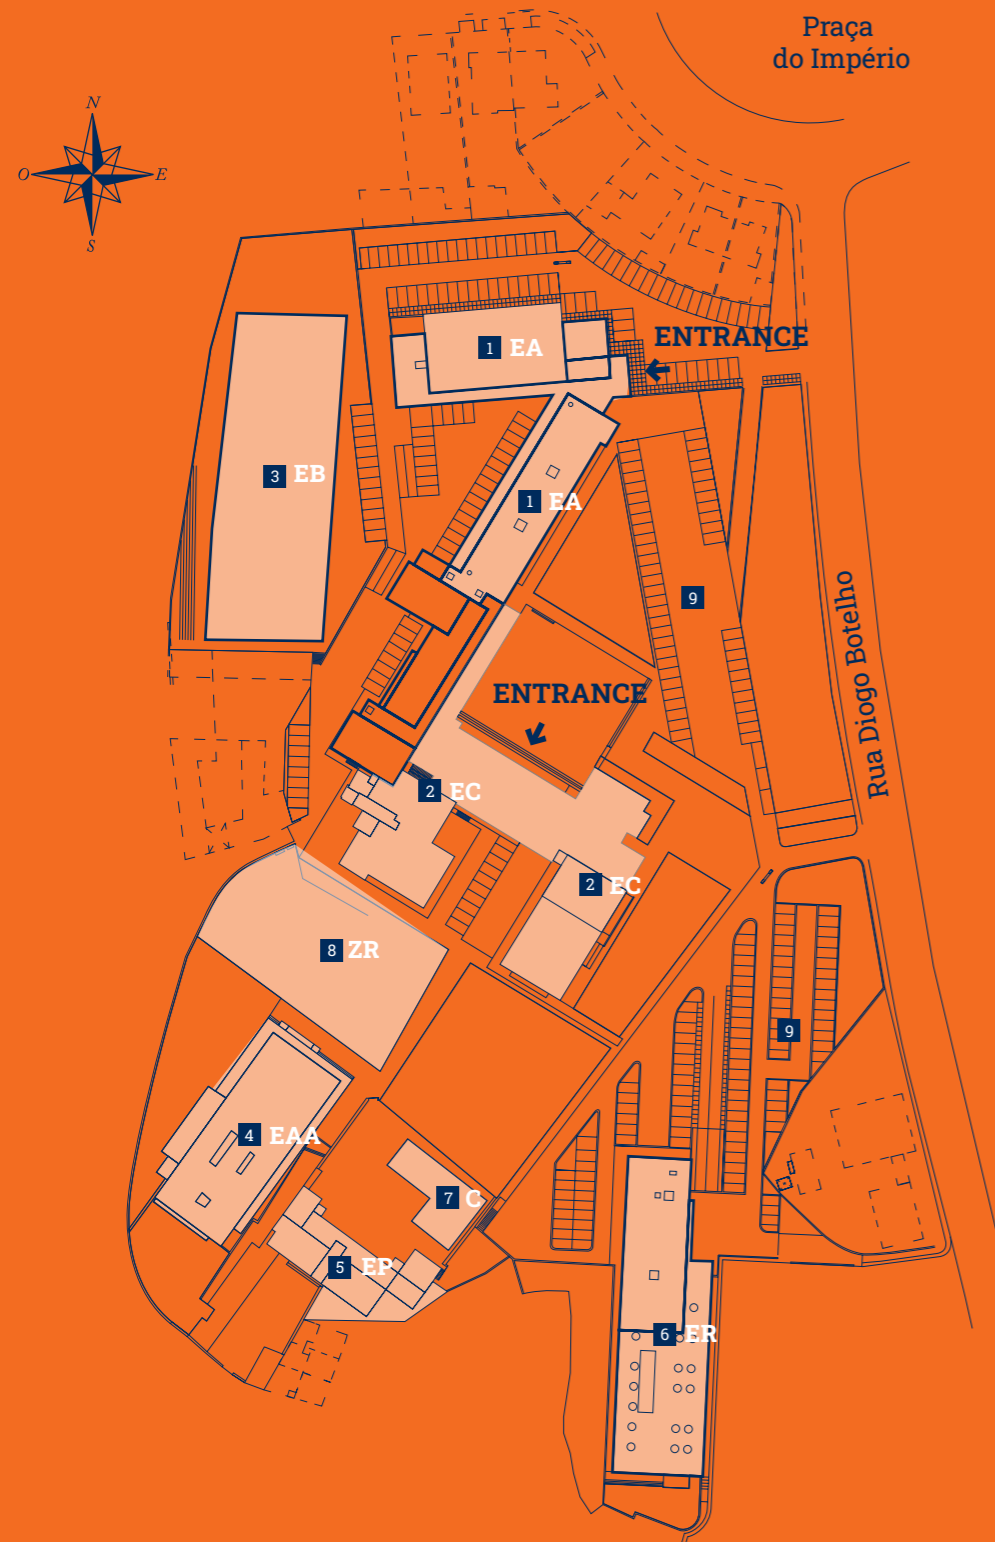 Praça
do Império
N
O
E
S
ENTRANCE
1 EA
3 EB
1 EA
9
Rua Diogo Botelho
ENTRANCE
2 EC
2 EC
8 ZR
9
4 EAA
7 C
5 EP
6 ER